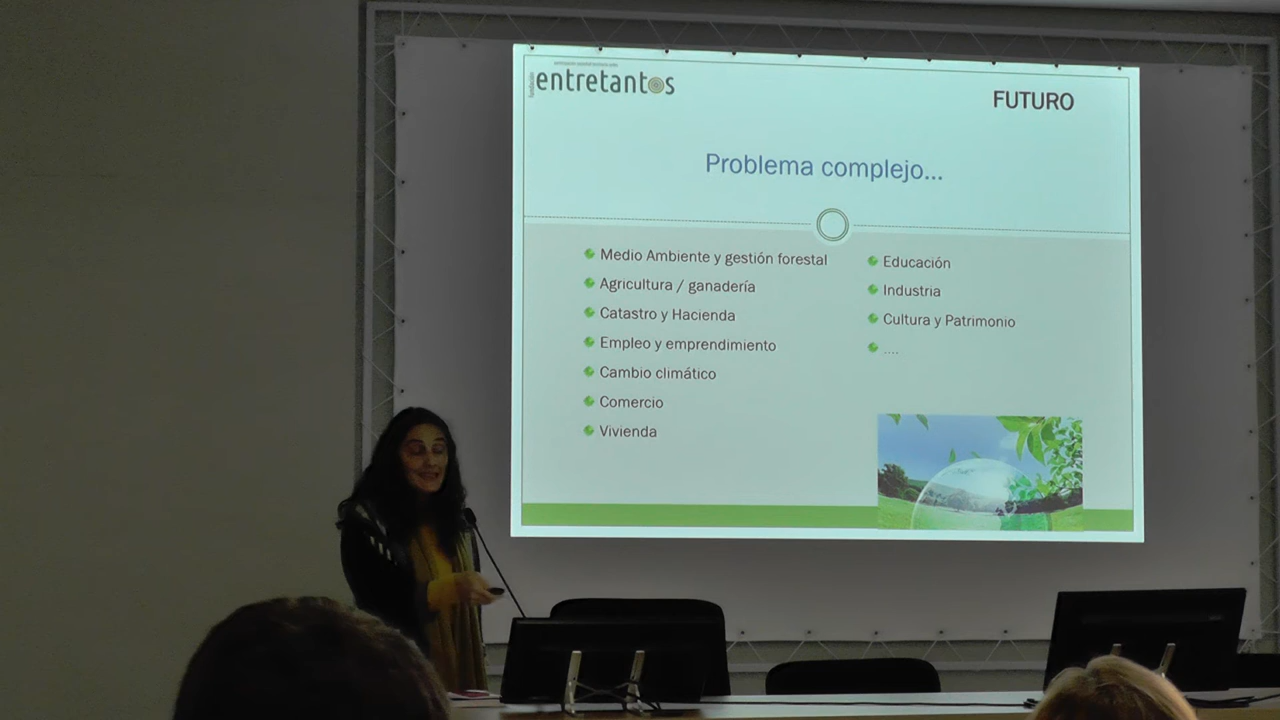 fundación
entretantos
FUTURO
Problema complejo...
Medio Ambiente y gestión forestal
Agricultura / ganadería
Catastro y Hacienda
Empleo y emprendimiento
Cambio climático
Comercio
Vivienda
Educación
Industria
Cultura y Patrimonio
....